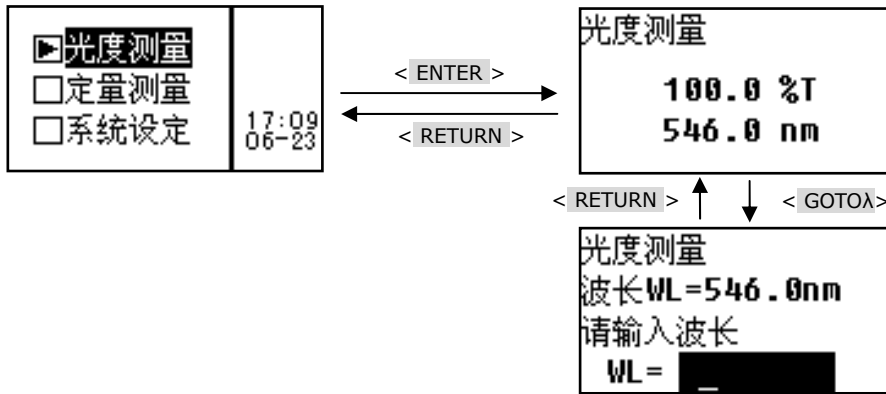 光度测量
定量测量
系统设定
17:09
06-23
< ENTER >
< RETURN >
光度测量
100.0 %T
546.0 nm
< RETURN >
< GOTOλ>
光度测量
波长WL=546.0nm
请输入波长
WL= _